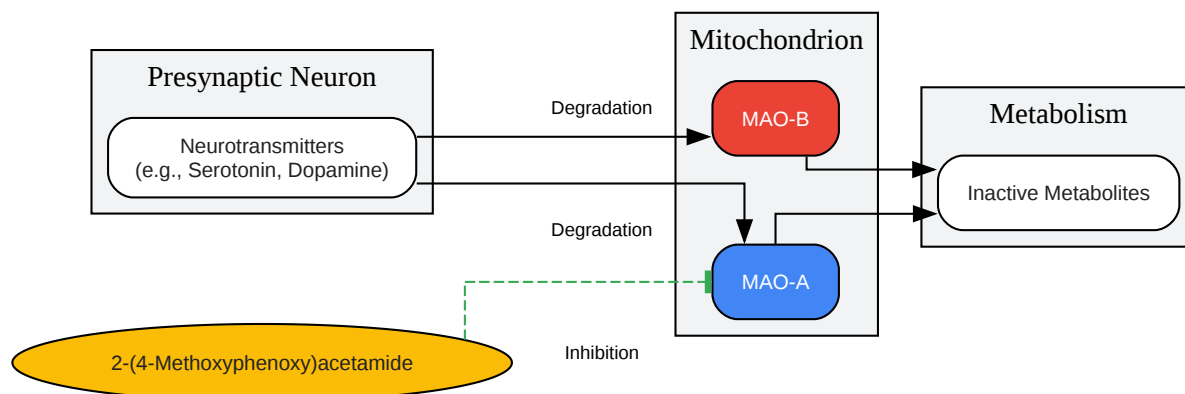 Mitochondrion
Presynaptic Neuron
Metabolism
Degradation
MAO-B
Neurotransmitters
(e.g., Serotonin, Dopamine)
Inactive Metabolites
Degradation
MAO-A
Inhibition
2-(4-Methoxyphenoxy)acetamide